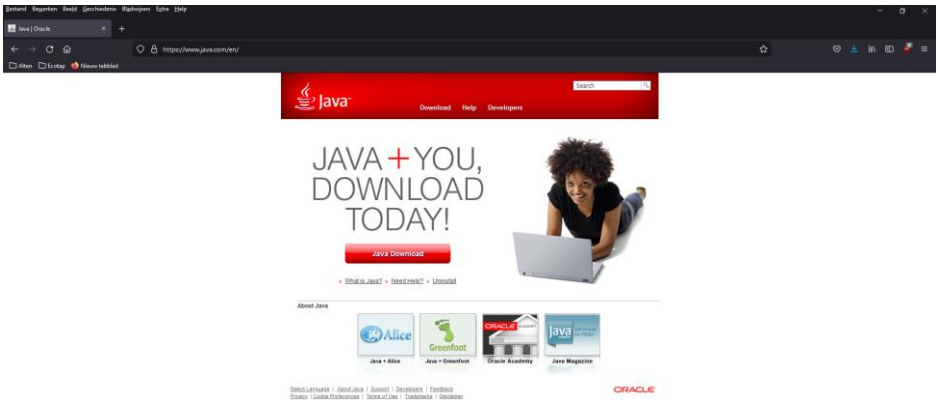 Bestand Bewerken Beeld Geschiedenis Bladwijzers Extra Help
Java | Oracle
https://www.java.com/en/
Alten Ecotap Nieuw tabblad
Java
Search
Download Help Developers
JAVA + YOU,
DOWNLOAD
TODAY!
Java Download
What is Java? Need Help? Uninstall
About Java
Alice
Greenfoot
ORACLE
Java
Java + Alice Java + Greenfoot Oracle Academy Java Magazine
Select Language | About Java | Support | Developers | Feedback
Privacy | Cookie Preferences | Terms of Use | Trademarks | Disclaimer
ORACLE